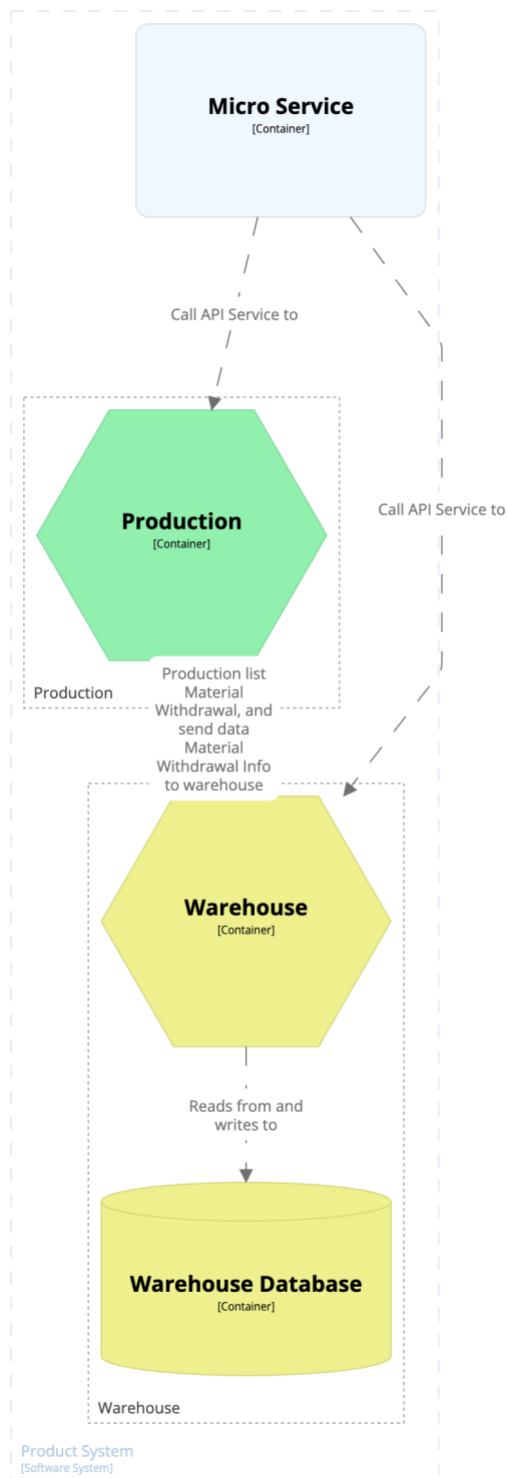 Micro Service
[Container]
Call API Service to
Production
[Container]
Call API Service to
Production list
Material
Withdrawal, and
send data
Material
Withdrawal Info
to warehouse
Production
Warehouse
[Container]
Reads from and
writes to
Warehouse Database
[Container]
Warehouse
Product System
[Software System]